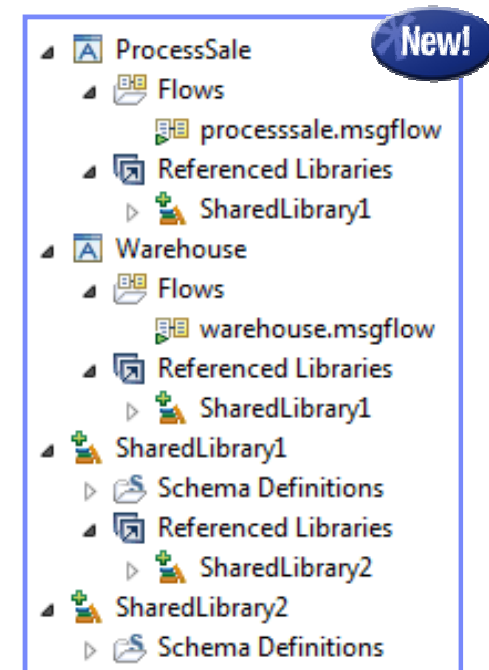 New!
ProcessSale
Flows
processsale.msgflow
Referenced Libraries
SharedLibrary1
Warehouse
Flows
warehouse.msgflow
Referenced Libraries
SharedLibrary1
SharedLibrary1
Schema Definitions
Referenced Libraries
SharedLibrary2
SharedLibrary2
Schema Definitions